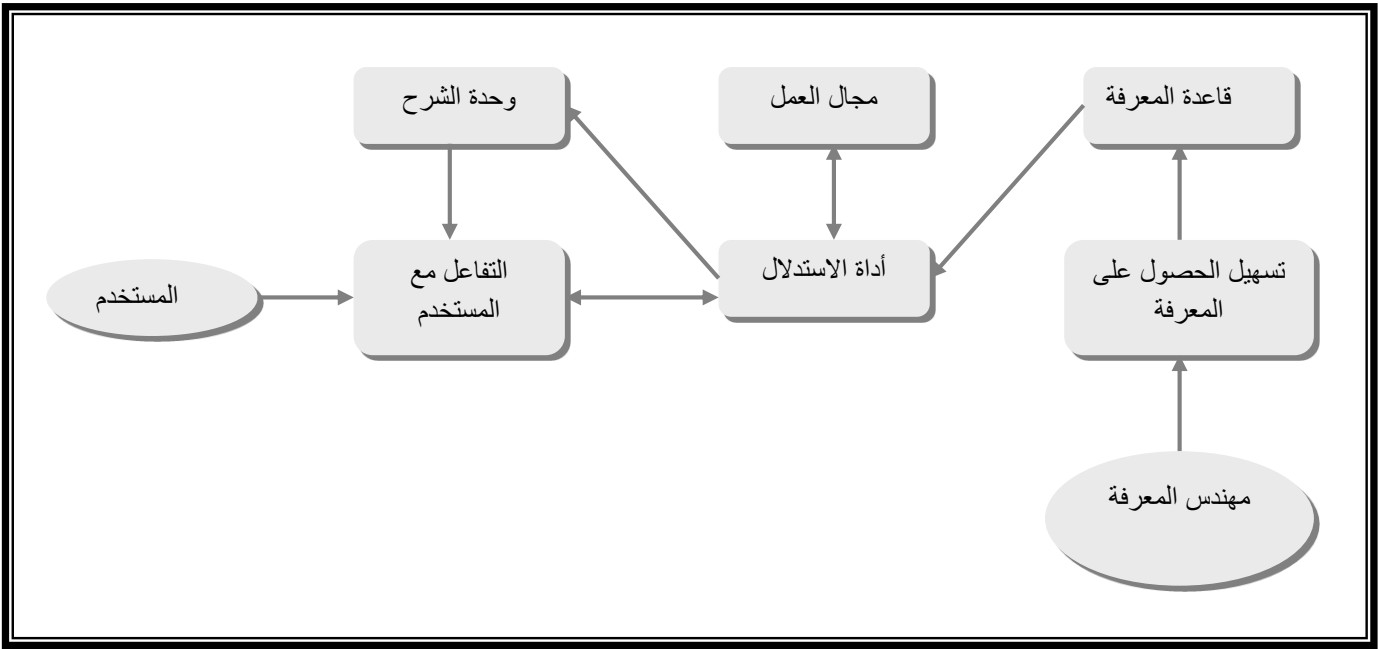 قاعدة المعرفة
مجال العمل
وحدة الشرح
تسهيل الحصول على
المعرفة
أداة الاستدلال
التفاعل مع
المستخدم
المستخدم
مهندس المعرفة